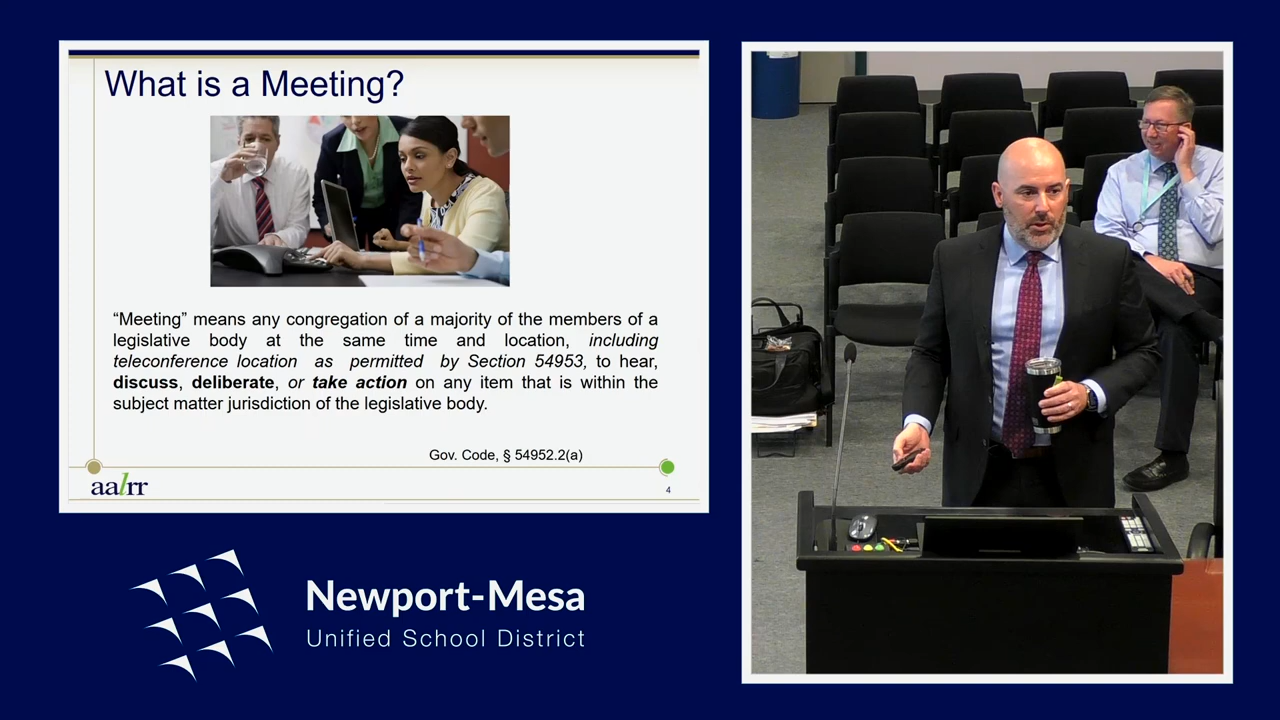 What is a Meeting?
“Meeting” means any congregation of a majority of the members of a
legislative body at the same time and location, including
teleconference location as permitted by Section 54953, to hear,
discuss, deliberate, or take action on any item that is within the
subject matter jurisdiction of the legislative body.
Gov. Code, § 54952.2(a)
aalrr
4
Newport-Mesa
Unified School District